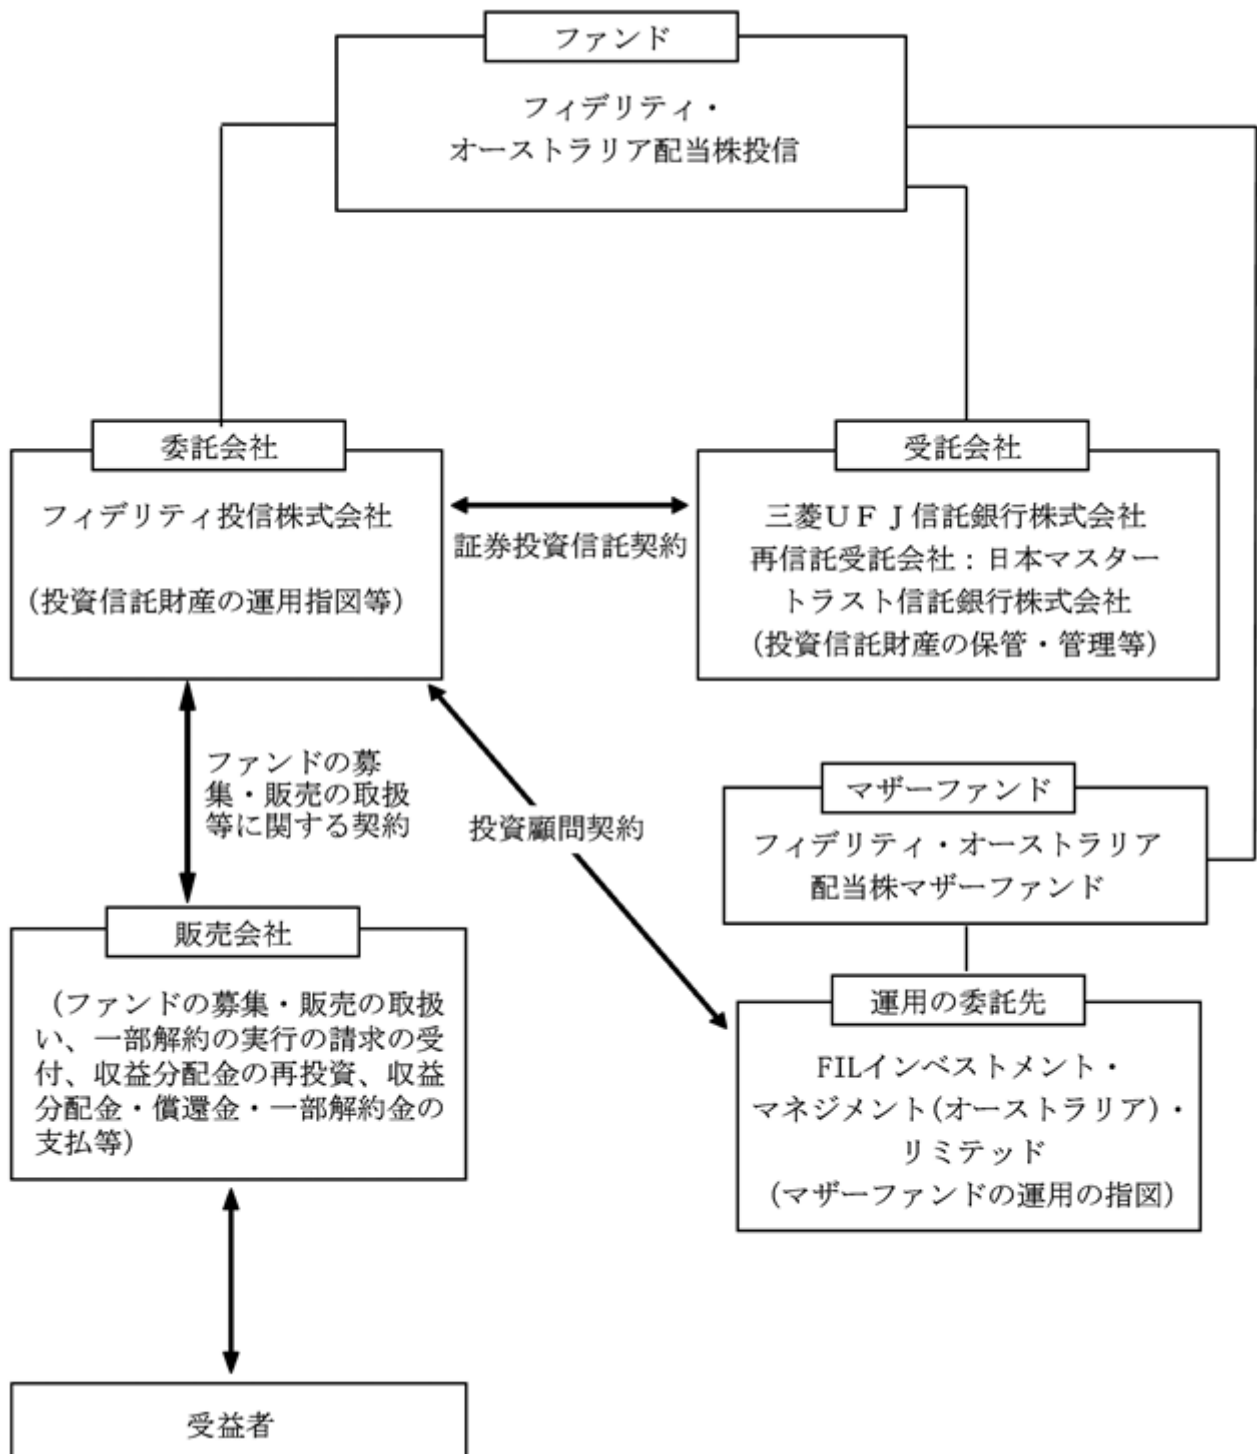 ファンド
フィデリティ・
オーストラリア配当株投信
委託会社
フィデリティ投信株式会社
（投資信託財産の運用指図等）
証券投資信託契約
受託会社
三菱ＵＦＪ信託銀行株式会社
再信託受託会社：日本マスター
トラスト信託銀行株式会社
（投資信託財産の保管・管理等）
ファンドの募
集・販売の取扱
等に関する契約
投資顧問契約
マザーファンド
フィデリティ・オーストラリア
配当株マザーファンド
販売会社
（ファンドの募集・販売の取扱
い、一部解約の実行の請求の受
付、収益分配金の再投資、収益
分配金・償還金・一部解約金の
支払等）
運用の委託先
FILインベストメント・
マネジメント(オーストラリア)・
リミテッド
（マザーファンドの運用の指図）
受益者